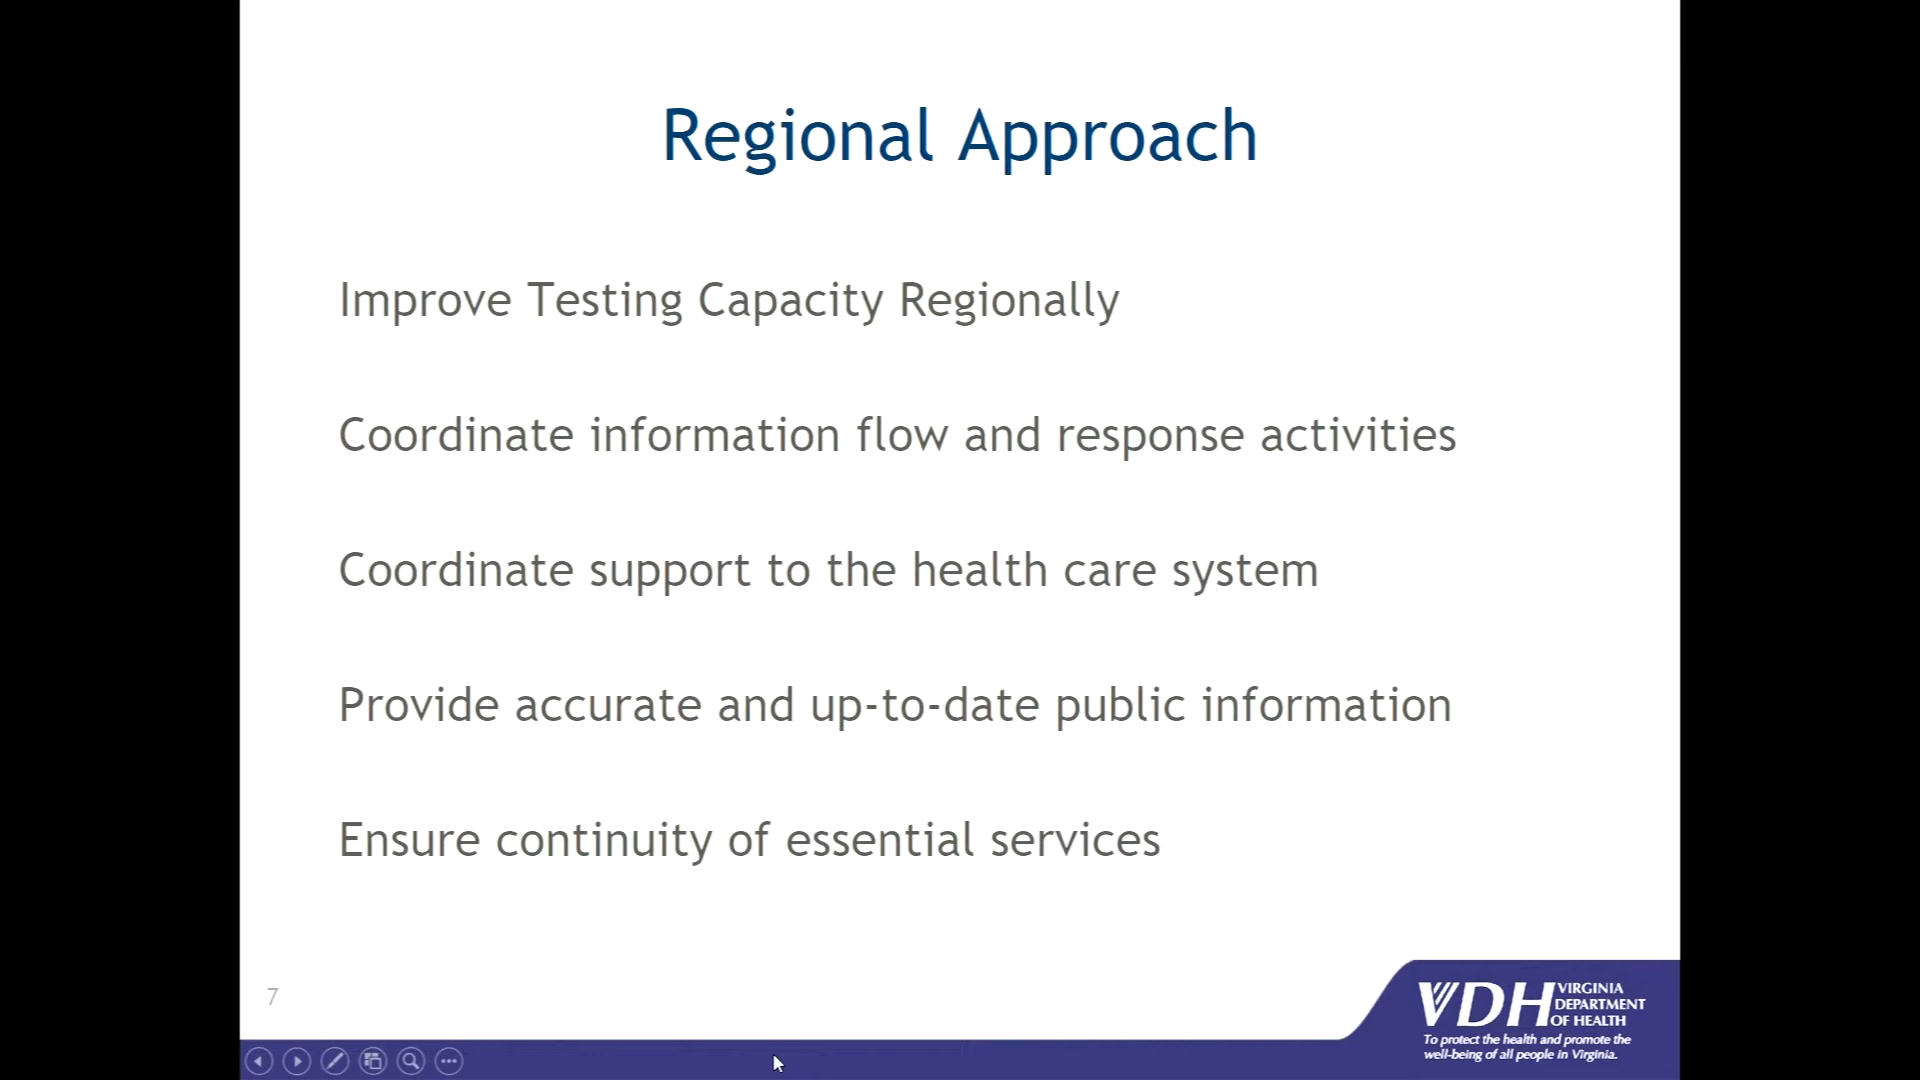 Regional Approach
Improve Testing Capacity Regionally
Coordinate information flow and response activities
Coordinate support to the health care system
Provide accurate and up-to-date public information
Ensure continuity of essential services
7
VDH VIRGINIA
DEPARTMENT
OF HEALTH
To protect the health and promote the
well-being of all people in Virginia.